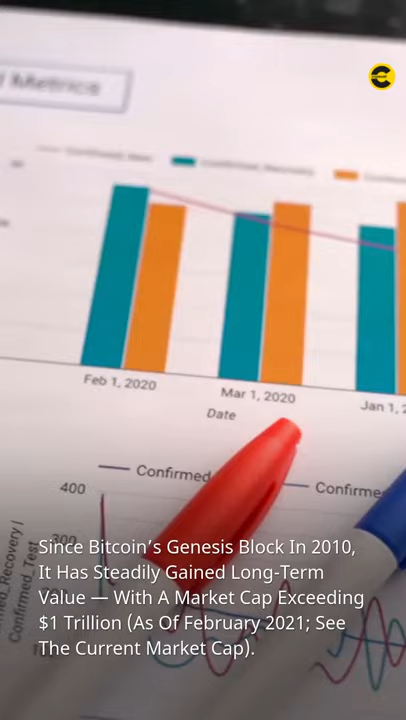 Metrics
Feb 1, 2020
Mar 1, 2020
Date
Confirmed
Confirme
400
300
Confirmed_Test
Since Bitcoin's Genesis Block In 2010,
It Has Steadily Gained Long-Term
Value — With A Market Cap Exceeding
$1 Trillion (As Of February 2021; See
The Current Market Cap).